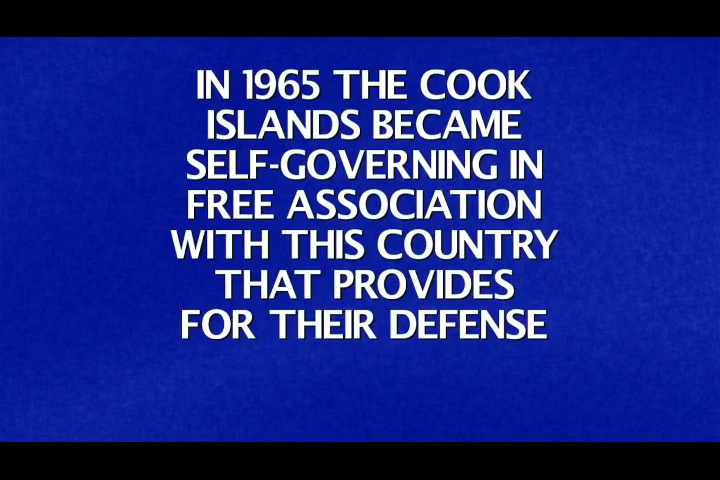 IN 1965 THE COOK
ISLANDS BECAME
SELF-GOVERNING IN
FREE ASSOCIATION
WITH THIS COUNTRY
THAT PROVIDES
FOR THEIR DEFENSE